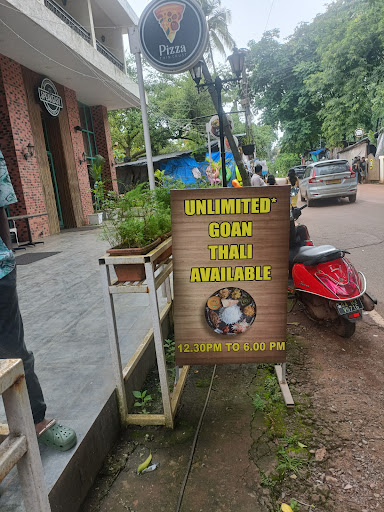 Pizza
UNLIMITED*
GOAN
THALI
AVAILABLE
12.30PM TO 6.00 PM